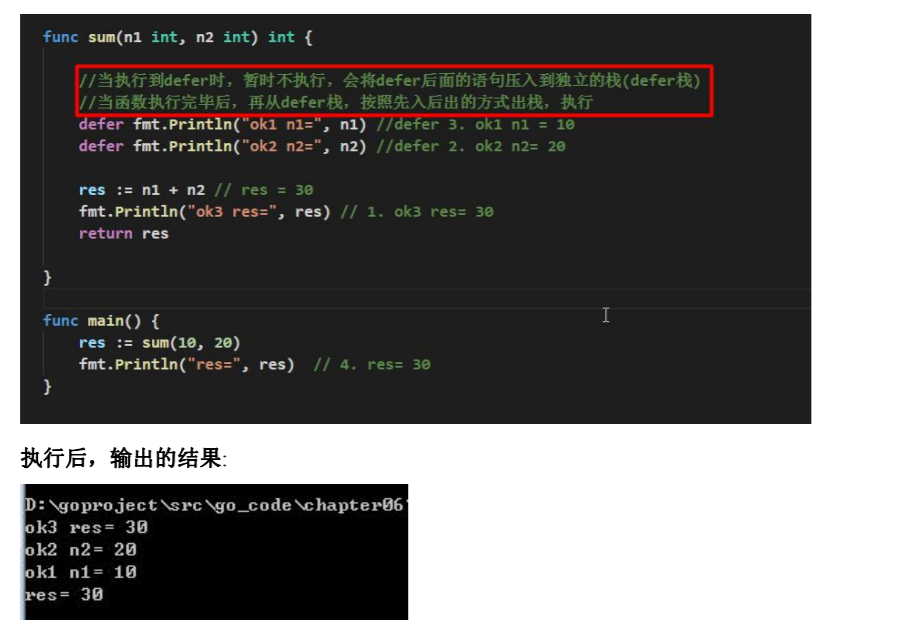 func sum(n1 int, n2 int) int {
//当执行到defer时，暂时不执行，会将defer后面的语句压入到独立的栈(defer栈)
//当函数执行完毕后，再从defer栈，按照先入后出的方式出栈，执行
defer fmt.Println("ok1 n1=", n1) //defer 3. ok1 n1 = 10
defer fmt.Println("ok2 n2=", n2) //defer 2. ok2 n2= 20
res := n1 + n2 // res = 30
fmt.Println("ok3 res=", res) // 1. ok3 res= 30
return res
}
func main() {
res := sum(10, 20)
fmt.Println("res=", res) // 4. res= 30
}
执行后，输出的结果:
D:\goproject\src\go_code\chapter06
ok3 res= 30
ok2 n2= 20
ok1 n1= 10
res= 30